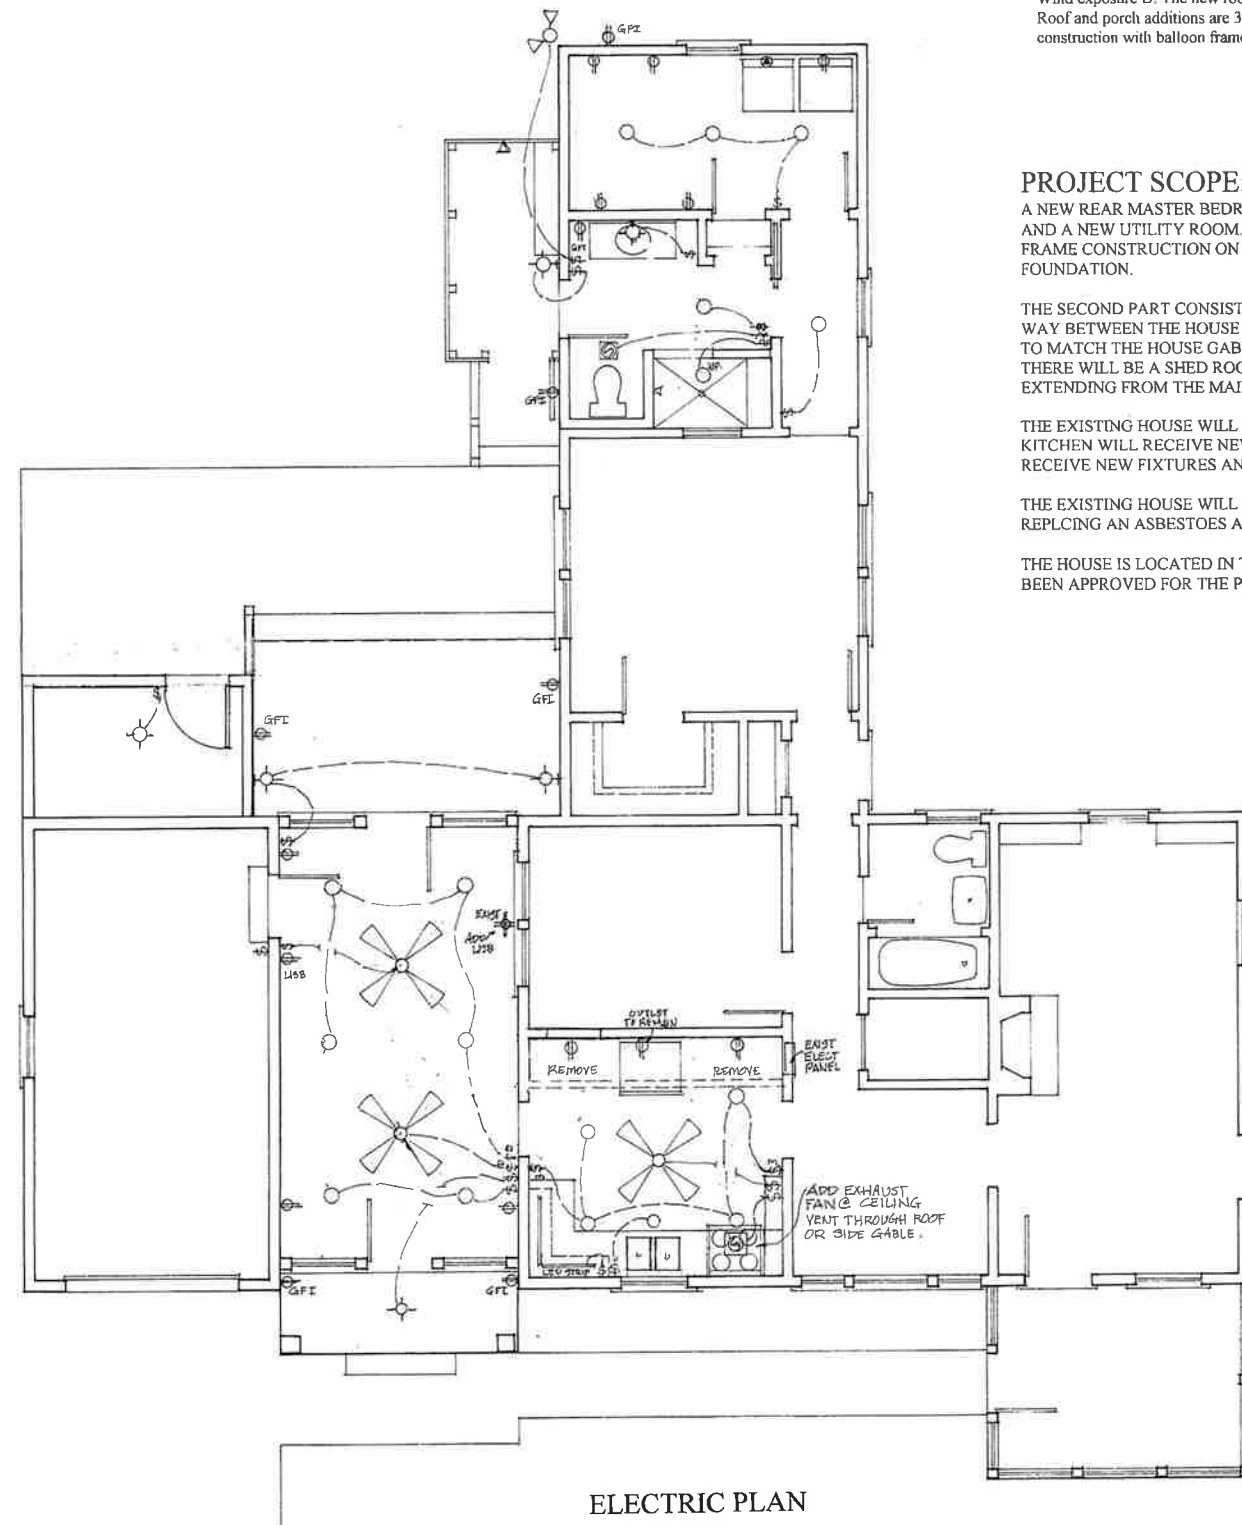 Roof and porch additions are 3
construction with balloon frame
PROJECT SCOPE:
A NEW REAR MASTER BEDR
AND A NEW UTILITY ROOM.
FRAME CONSTRUCTION ON
FOUNDATION.
THE SECOND PART CONSIST
WAY BETWEEN THE HOUSE
TO MATCH THE HOUSE GAB
THERE WILL BE A SHED ROO
EXTENDING FROM THE MAI
THE EXISTING HOUSE WILL
KITCHEN WILL RECEIVE NEW
RECEIVE NEW FIXTURES AN
THE EXISTING HOUSE WILL
REPLCING AN ASBESTOES A
THE HOUSE IS LOCATED IN T
BEEN APPROVED FOR THE P
GFI
GFI
VP
GFI
GFI
GFI
EXIST
ADD
USB
USB
OUTLET
TO REMAIN
REMOVE
REMOVE
EXIST
ELECT
PANEL
ADD EXHAUST
FAN @ CEILING
VENT THROUGH ROOF
OR SIDE GABLE.
LED STRIP
GFI
GFI
ELECTRIC PLAN